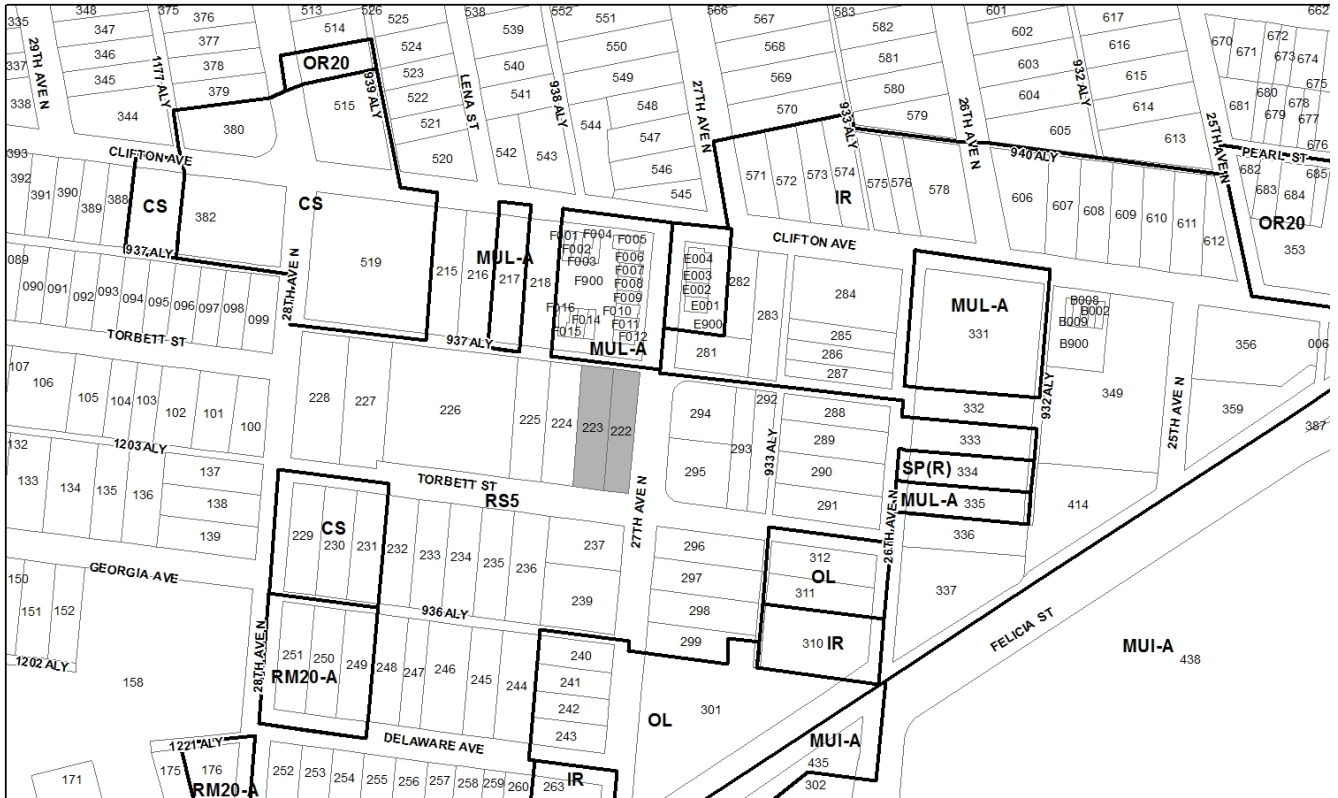 335
348
347
346
345
344
375
376
377
378
379
380
513
514
526
525
524
523
522
521
520
538
539
540
541
542
543
552
551
550
549
548
547
546
545
544
566
567
568
569
570
583
582
581
580
579
601
602
603
604
605
617
616
615
614
613
670
671
672
673
674
675
662
681
680
679
678
677
676
337
338
29TH AVE N
1177 ALY
OR20
515
939 ALY
LENA ST
938 ALY
27TH AVE N
933 ALY
26TH AVE N
932 ALY
25TH AVE N
PEARL ST
940 ALY
393
392
391
390
389
388
CLIFTON AVE
CS
382
CS
519
28TH AVE N
937 ALY
215
216
217
218
MUL-A
F001
F004
F005
F002
F003
F006
F007
F900
F008
F009
F016
F010
F014
F011
F015
F012
MUL-A
E004
E003
E002
E001
E900
282
283
281
571
572
573
574
575
576
578
IR
CLIFTON AVE
284
285
286
287
606
607
608
609
610
611
612
682
683
684
685
OR20
353
MUL-A
331
B008
B002
B009
B900
349
356
006
359
387
932 ALY
25TH AVE N
089
090
091
092
093
094
095
096
097
098
099
TORBETT ST
937 ALY
107
106
105
104
103
102
101
100
1203 ALY
228
227
226
225
224
223
222
294
295
292
293
933 ALY
288
289
290
291
332
333
SP(R)
334
MUL-A
335
336
337
414
132
133
134
135
136
137
138
139
TORBETT ST
RS5
27TH AVE N
26TH AVE N
CS
229
230
231
232
233
234
235
236
237
239
296
297
298
299
312
OL
311
310
IR
FELICIA ST
MUI-A
438
GEORGIA AVE
150
151
152
1202 ALY
158
936 ALY
28TH AVE N
251
250
249
248
247
246
245
244
RM20-A
240
241
242
243
OL
301
DELAWARE AVE
MUI-A
435
302
1221 ALY
171
175
176
RM20-A
252
253
254
255
256
257
258
259
260
263
IR